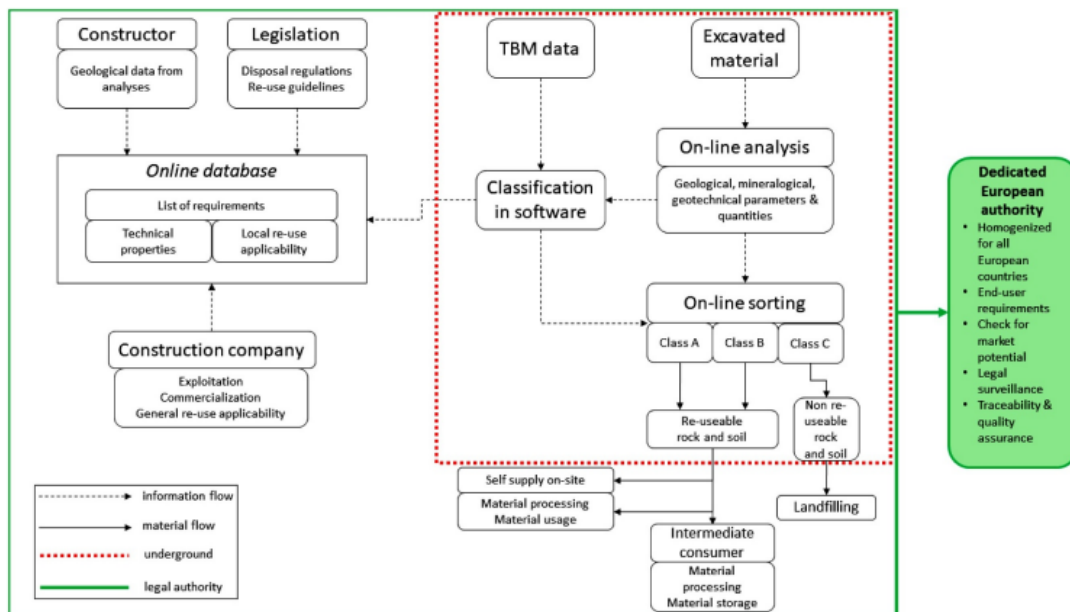 Constructor
Geological data from
analyses
Legislation
Disposal regulations
Re-use guidelines
TBM data
Excavated
material
Online database
List of requirements
Technical
properties
Local re-use
applicability
Classification
in software
On-line analysis
Geological, mineralogical,
geotechnical parameters &
quantities
On-line sorting
Class A
Class B
Class C
Construction company
Exploitation
Commercialization
General re-use applicability
Re-useable
rock and soil
Non re-
useable
rock
and soil
Self supply on-site
Material processing
Material usage
Landfilling
Intermediate
consumer
Material
processing
Material storage
Dedicated
European
authority
• Homogenized
for all
European
countries
• End-user
requirements
• Check for
market
potential
• Legal
surveillance
• Traceability &
quality
assurance
information flow
material flow
underground
legal authority